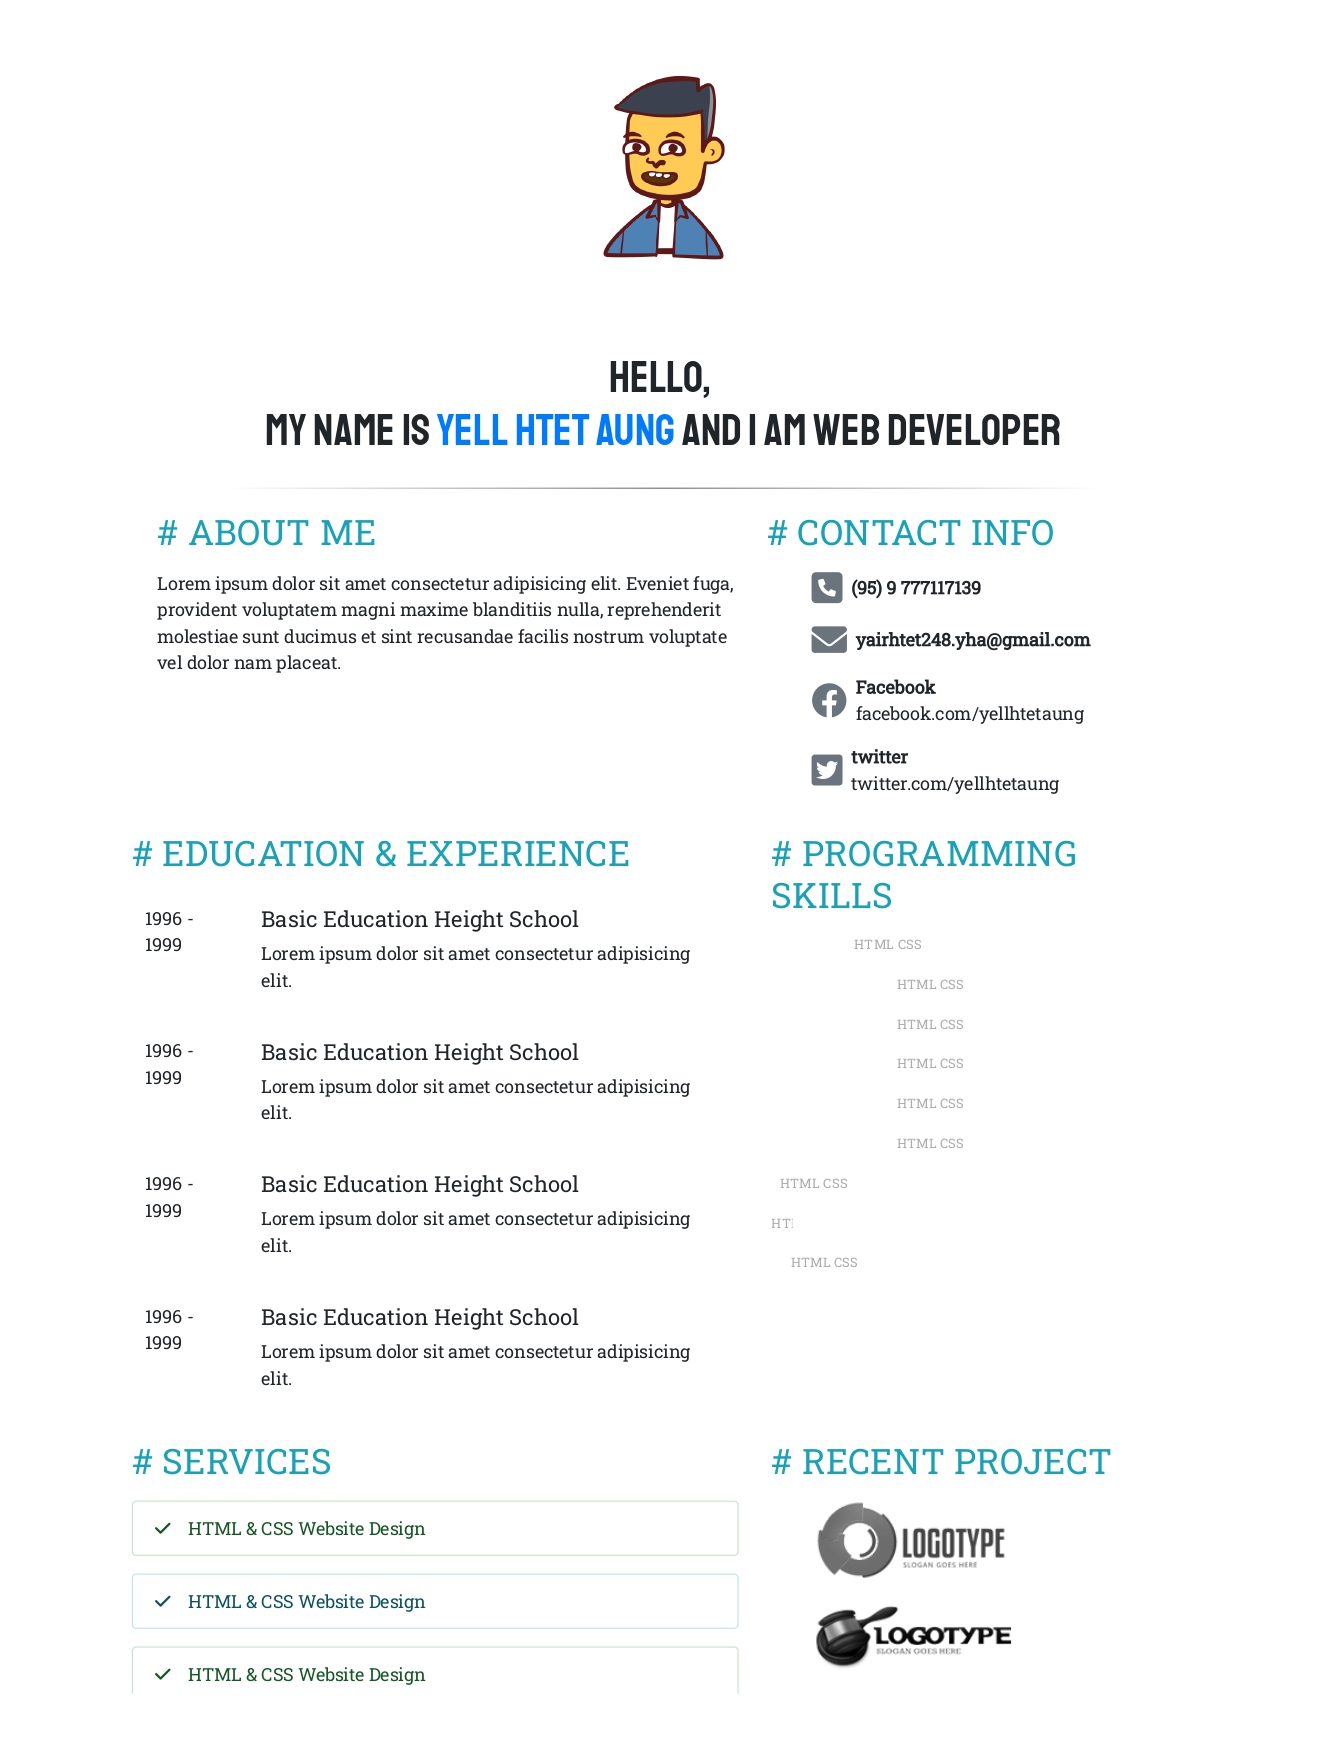 HELLO,
MY NAME IS YELL HTET AUNG AND I AM WEB DEVELOPER
# ABOUT ME
Lorem ipsum dolor sit amet consectetur adipisicing elit. Eveniet fuga,
provident voluptatem magni maxime blanditiis nulla, reprehenderit
molestiae sunt ducimus et sint recusandae facilis nostrum voluptate
vel dolor nam placeat.
# CONTACT INFO
(95) 9 777117139
yairhtet248.yha@gmail.com
Facebook
facebook.com/yellhtetaung
twitter
twitter.com/yellhtetaung
# EDUCATION & EXPERIENCE
1996 -
1999
Basic Education Height School
Lorem ipsum dolor sit amet consectetur adipisicing
elit.
1996 -
1999
Basic Education Height School
Lorem ipsum dolor sit amet consectetur adipisicing
elit.
1996 -
1999
Basic Education Height School
Lorem ipsum dolor sit amet consectetur adipisicing
elit.
1996 -
1999
Basic Education Height School
Lorem ipsum dolor sit amet consectetur adipisicing
elit.
# PROGRAMMING
SKILLS
HTML CSS
HTML CSS
HTML CSS
HTML CSS
HTML CSS
HTML CSS
HTML CSS
HT
HTML CSS
# SERVICES
HTML & CSS Website Design
HTML & CSS Website Design
HTML & CSS Website Design
# RECENT PROJECT
LOGOTYPE
SLOGAN GOES HERE
LOGOTYPE
SLOGAN GOES HERE